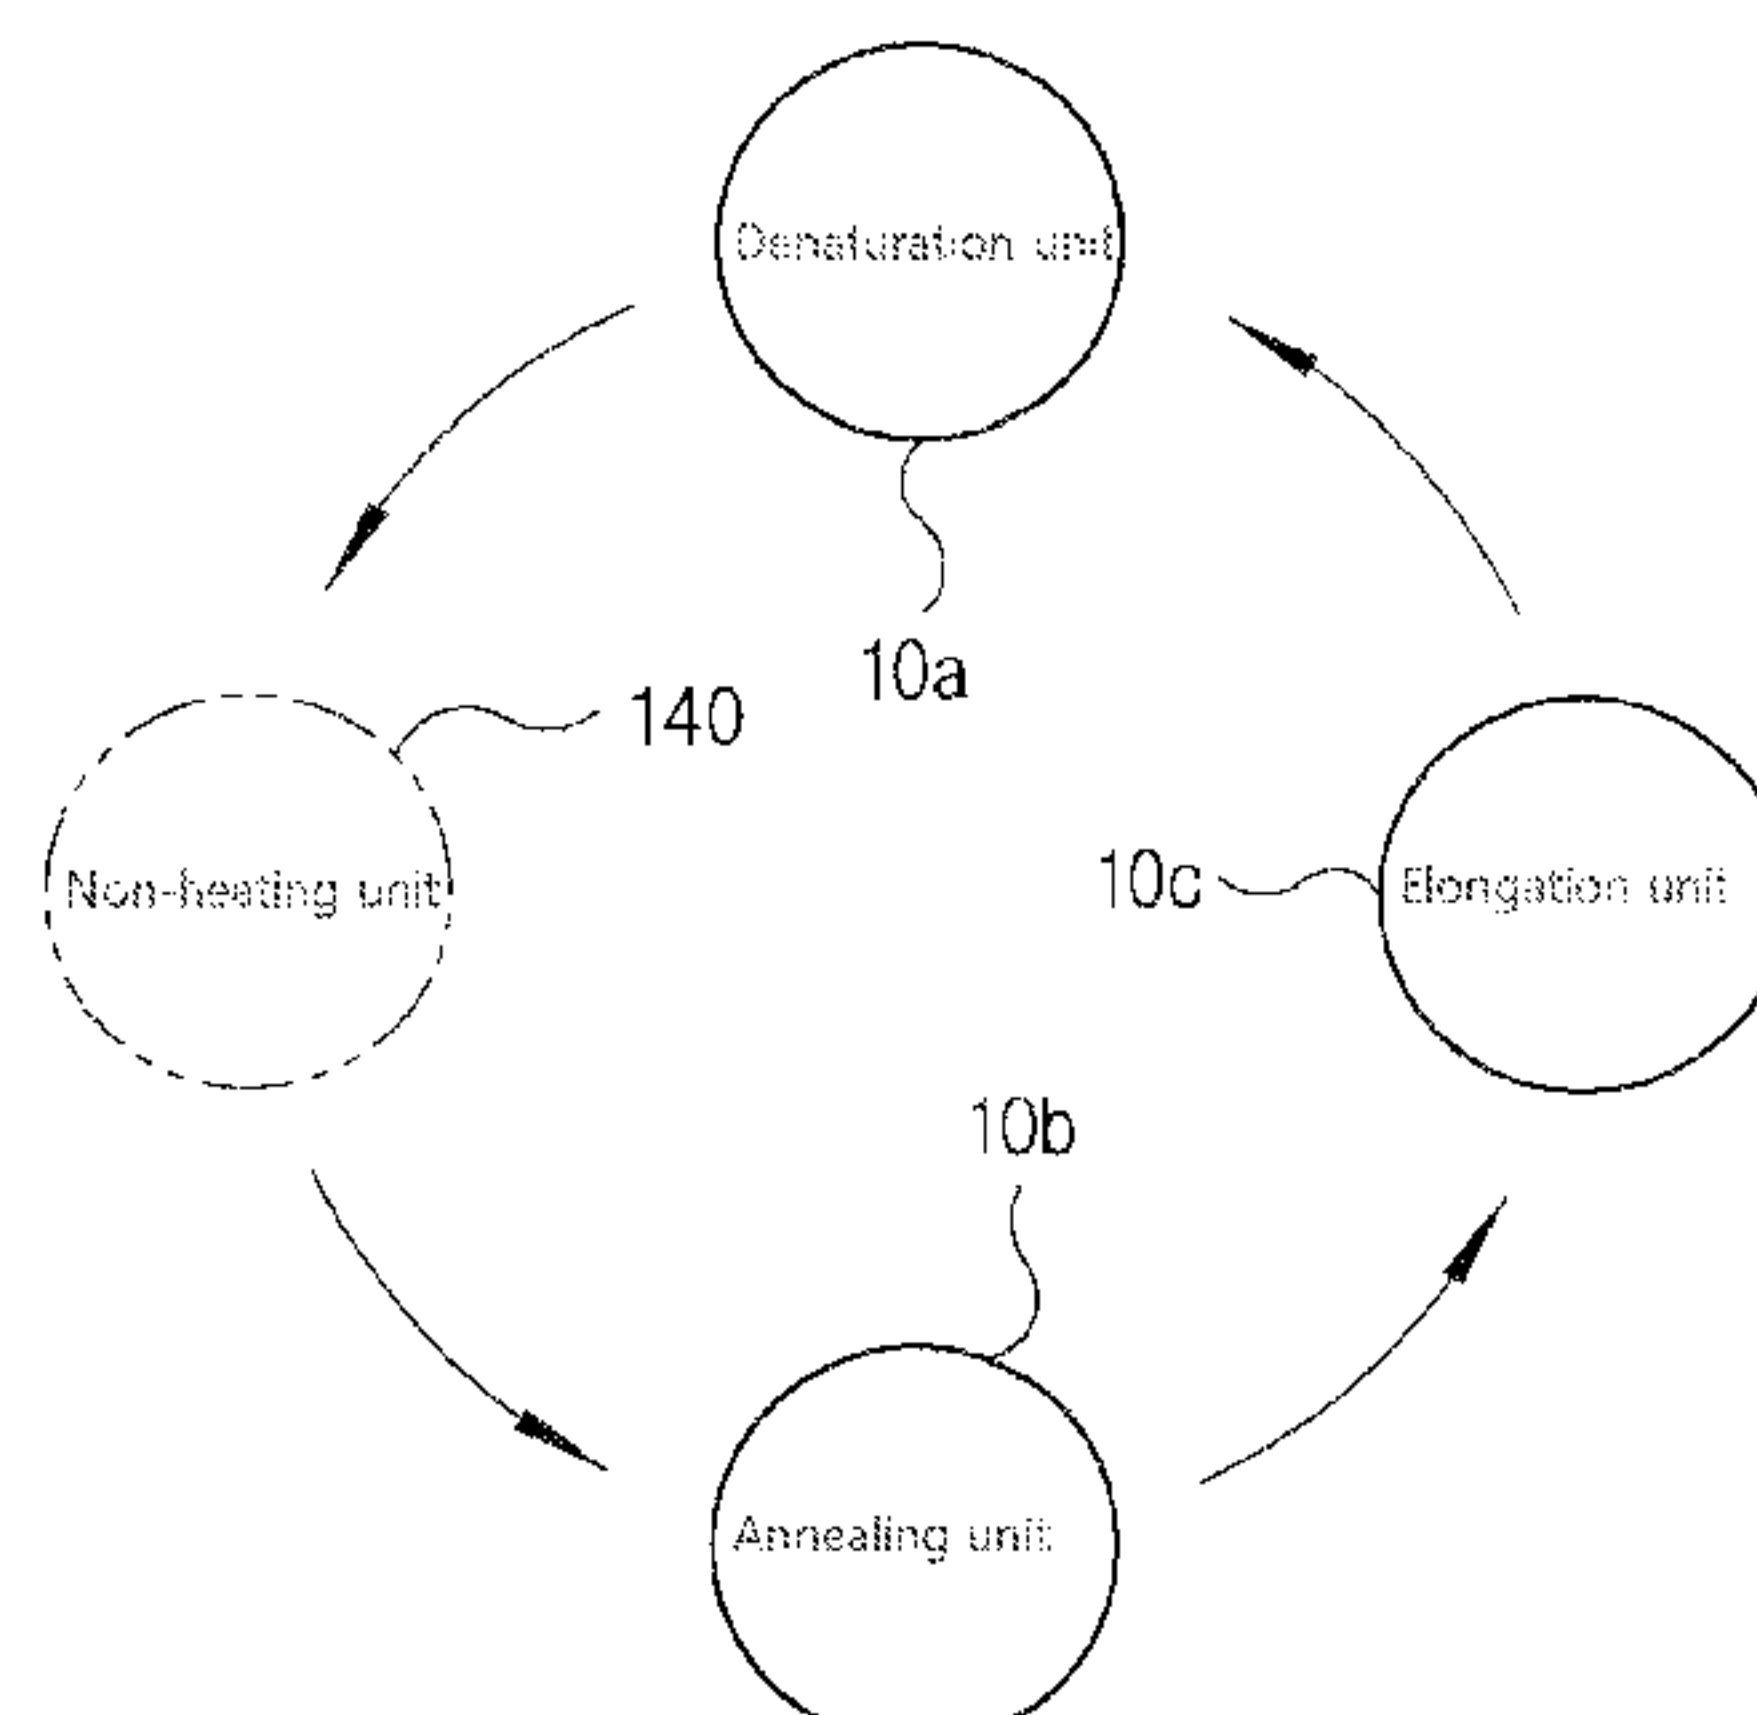 Denaturation unit
10a
140
Non-heating unit
10c
Elongation unit
10b
Annealing unit